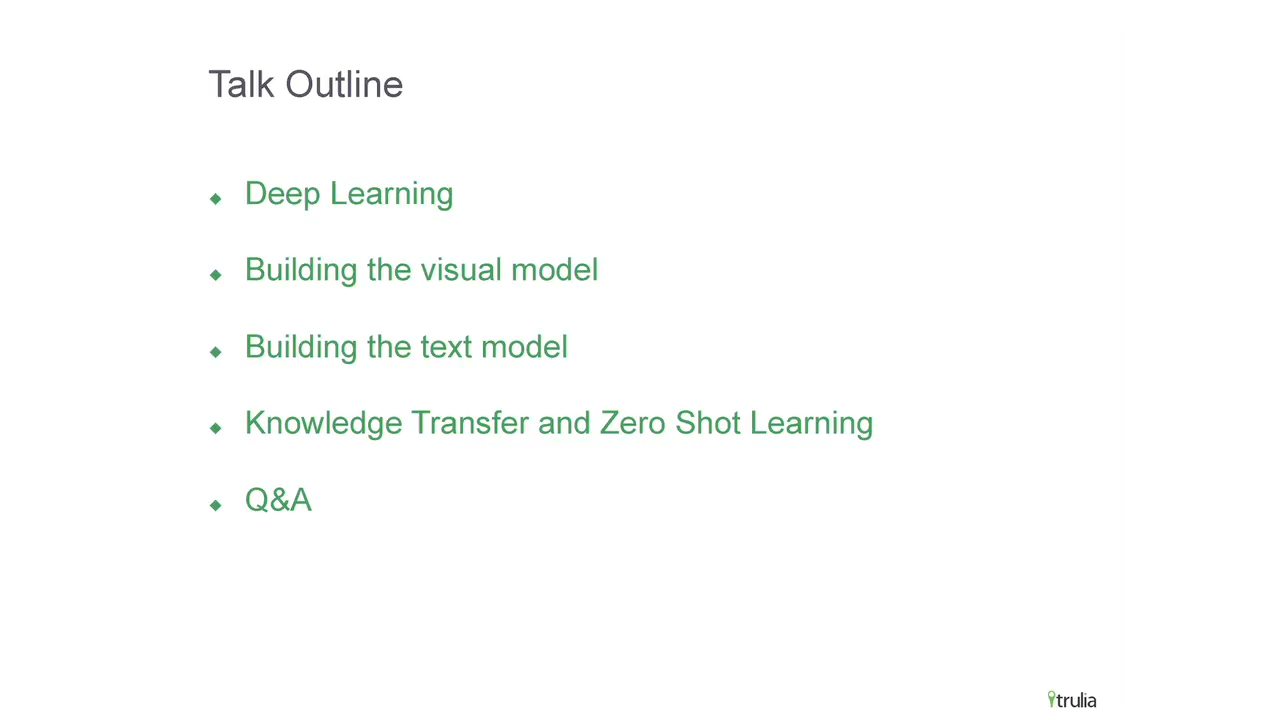 Talk Outline
Deep Learning
Building the visual model
Building the text model
Knowledge Transfer and Zero Shot Learning
Q&A
trulia